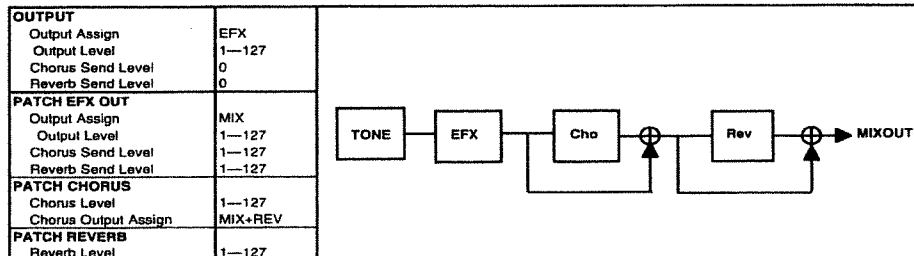 OUTPUT
Output Assign EFX
Output Level 1—127
Chorus Send Level 0
Reverb Send Level 0
PATCH EFX OUT
Output Assign MIX
Output Level 1—127
Chorus Send Level 1—127
Reverb Send Level 1—127
PATCH CHORUS
Chorus Level 1—127
Chorus Output Assign MIX+REV
PATCH REVERB
Reverb Level 1—127
TONE EFX Cho Rev MIXOUT